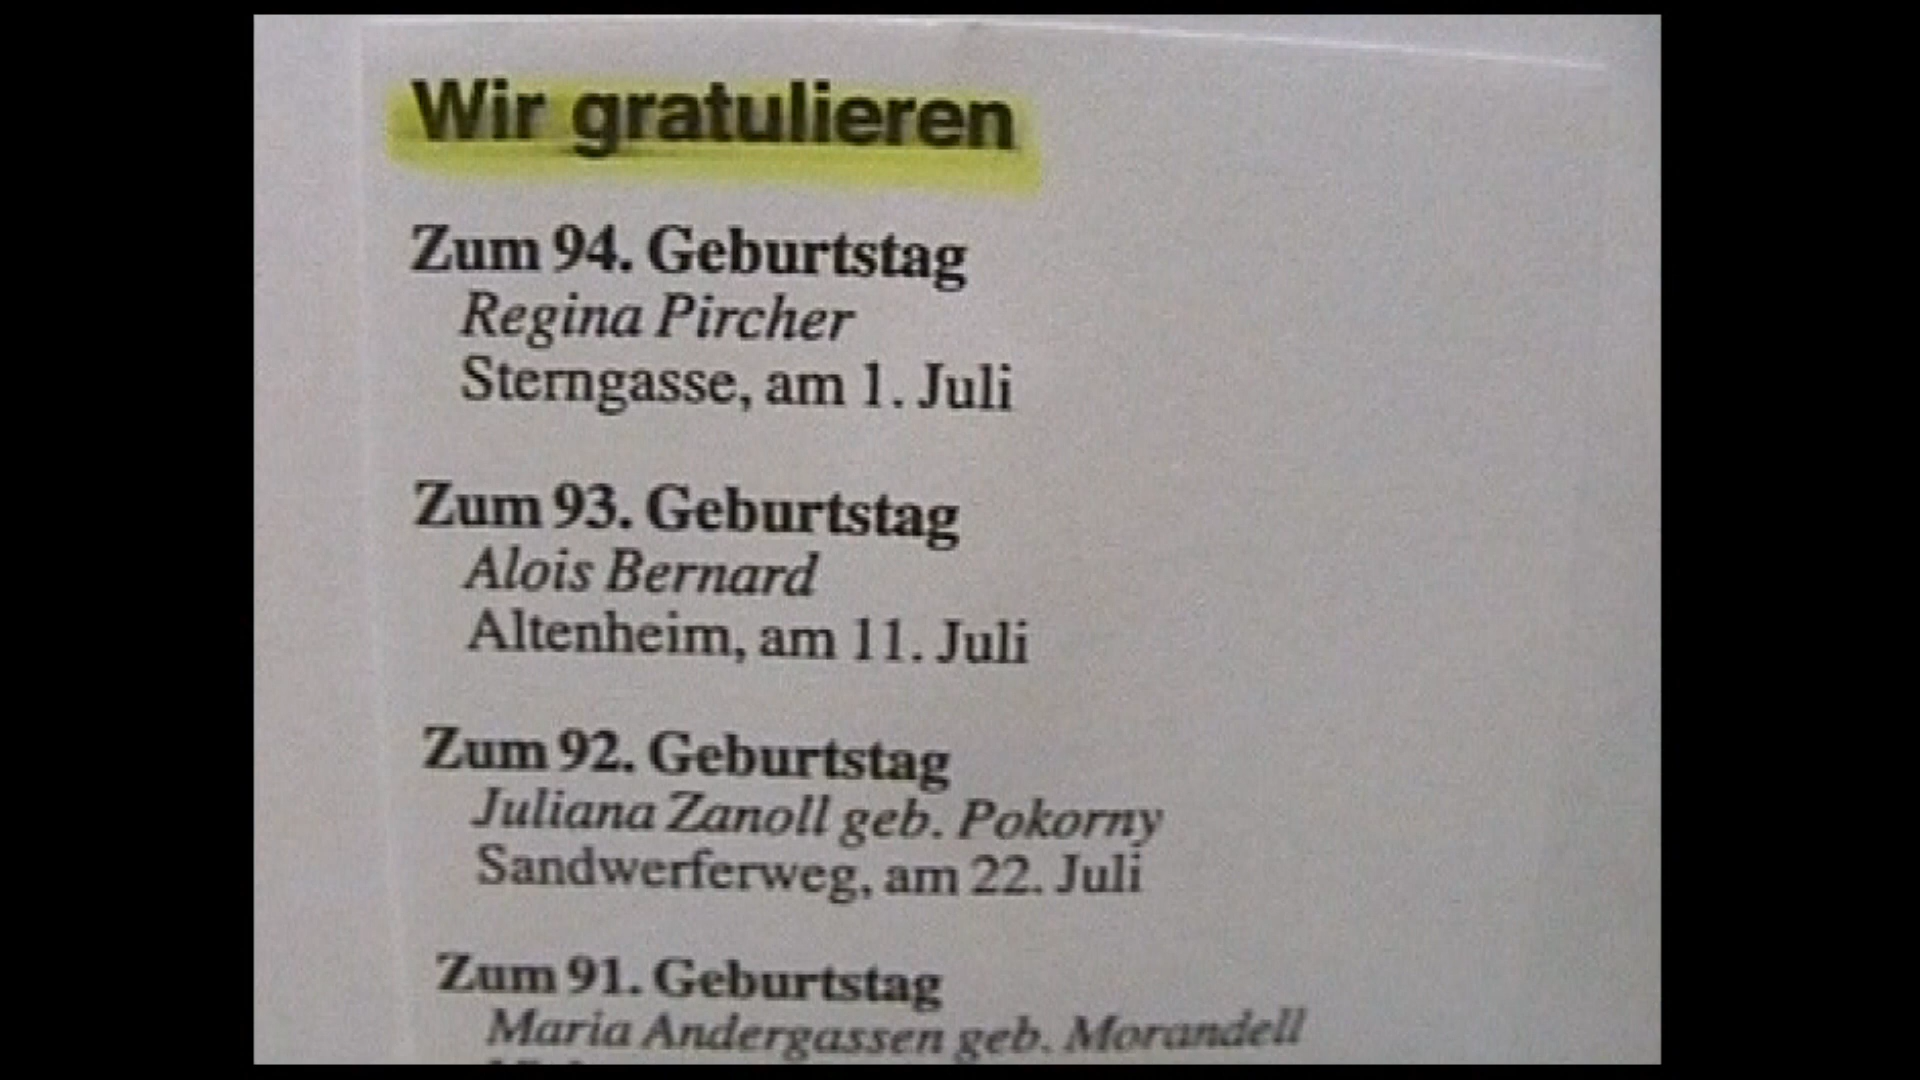 Wir gratulieren
Zum 94. Geburtstag
Regina Pircher
Sterngasse, am 1. Juli
Zum 93. Geburtstag
Alois Bernard
Altenheim, am 11. Juli
Zum 92. Geburtstag
Juliana Zanoll geb. Pokorny
Sandwerferweg, am 22. Juli
Zum 91. Geburtstag
Maria Andergassen geb. Morandell